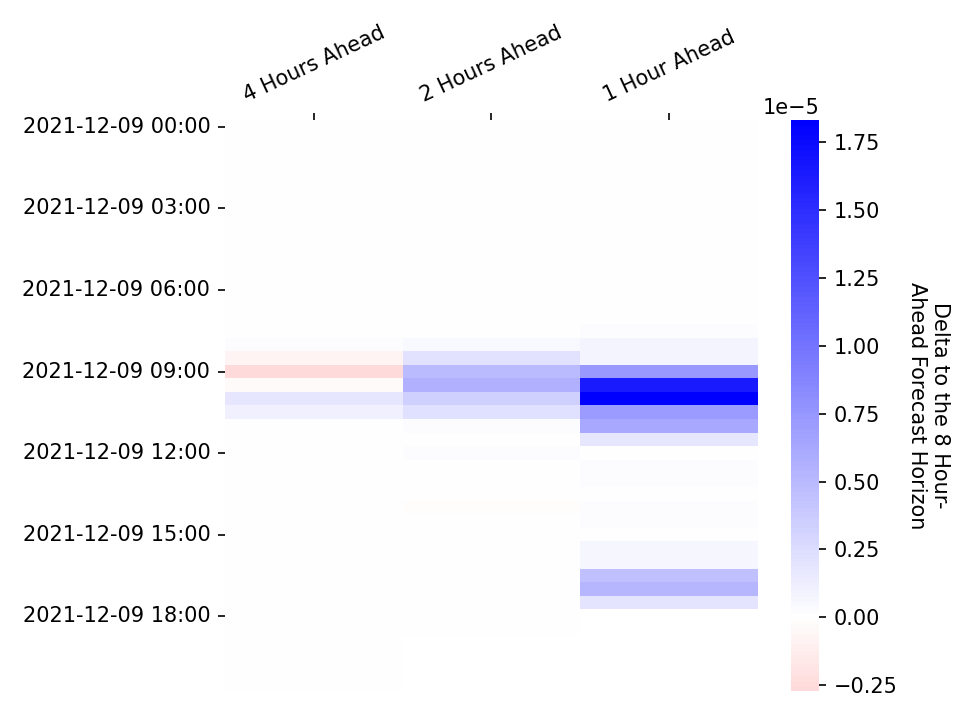 4 Hours Ahead
2 Hours Ahead
1 Hour Ahead
1e−5
2021-12-09 00:00
2021-12-09 03:00
2021-12-09 06:00
2021-12-09 09:00
2021-12-09 12:00
2021-12-09 15:00
2021-12-09 18:00
1.75
1.50
1.25
1.00
0.75
0.50
0.25
0.00
−0.25
Delta to the 8 Hour-
Ahead Forecast Horizon